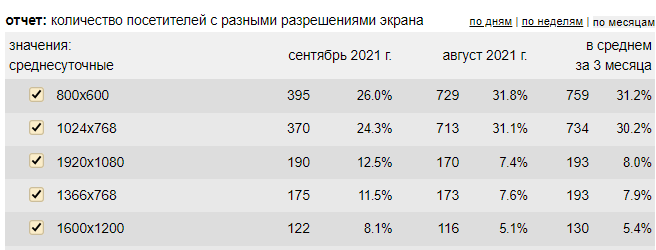 отчет: количество посетителей с разными разрешениями экрана по дням | по неделям | по месяцам
значения: сентябрь 2021 г. август 2021 г. в среднем
среднесуточные за 3 месяца
800x600 395 26.0% 729 31.8% 759 31.2%
1024x768 370 24.3% 713 31.1% 734 30.2%
1920x1080 190 12.5% 170 7.4% 193 8.0%
1366x768 175 11.5% 173 7.6% 193 7.9%
1600x1200 122 8.1% 116 5.1% 130 5.4%